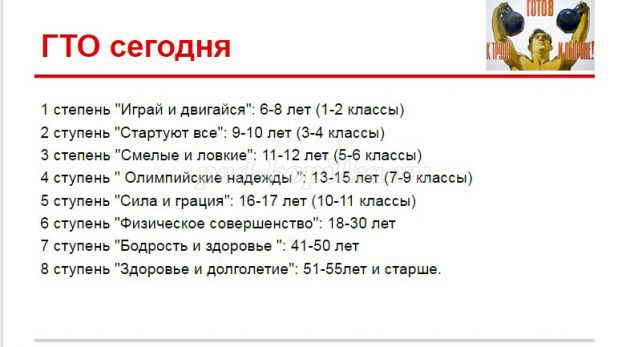 ГОТОВ
К ТРУДУ И ОБОРОНЕ!
ГТО сегодня
1 степень "Играй и двигайся": 6-8 лет (1-2 классы)
2 ступень "Стартуют все": 9-10 лет (3-4 классы)
3 степень "Смелые и ловкие": 11-12 лет (5-6 классы)
4 ступень " Олимпийские надежды ": 13-15 лет (7-9 классы)
5 ступень "Сила и грация": 16-17 лет (10-11 классы)
6 ступень "Физическое совершенство": 18-30 лет
7 ступень "Бодрость и здоровье ": 41-50 лет
8 ступень "Здоровье и долголетие": 51-55лет и старше.